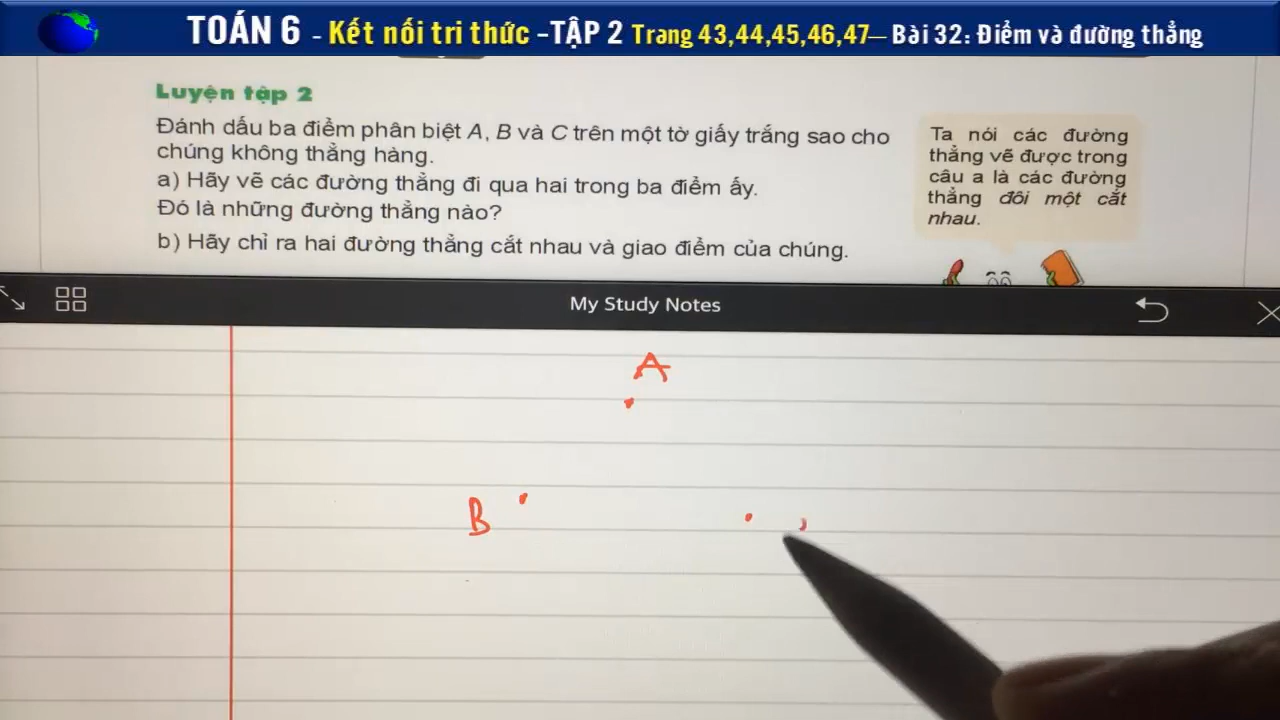 TOÁN 6 - Kết nối tri thức -TẬP 2 Trang 43,44,45,46,47– Bài 32: Điểm và đường thẳng
Luyện tập 2
Đánh dấu ba điểm phân biệt A, B và C trên một tờ giấy trắng sao cho
chúng không thẳng hàng.
a) Hãy vẽ các đường thẳng đi qua hai trong ba điểm ấy.
Đó là những đường thẳng nào?
b) Hãy chỉ ra hai đường thẳng cắt nhau và giao điểm của chúng.
Ta nói các đường
thẳng vẽ được trong
câu a là các đường
thẳng đôi một cắt
nhau.
My Study Notes
A
B